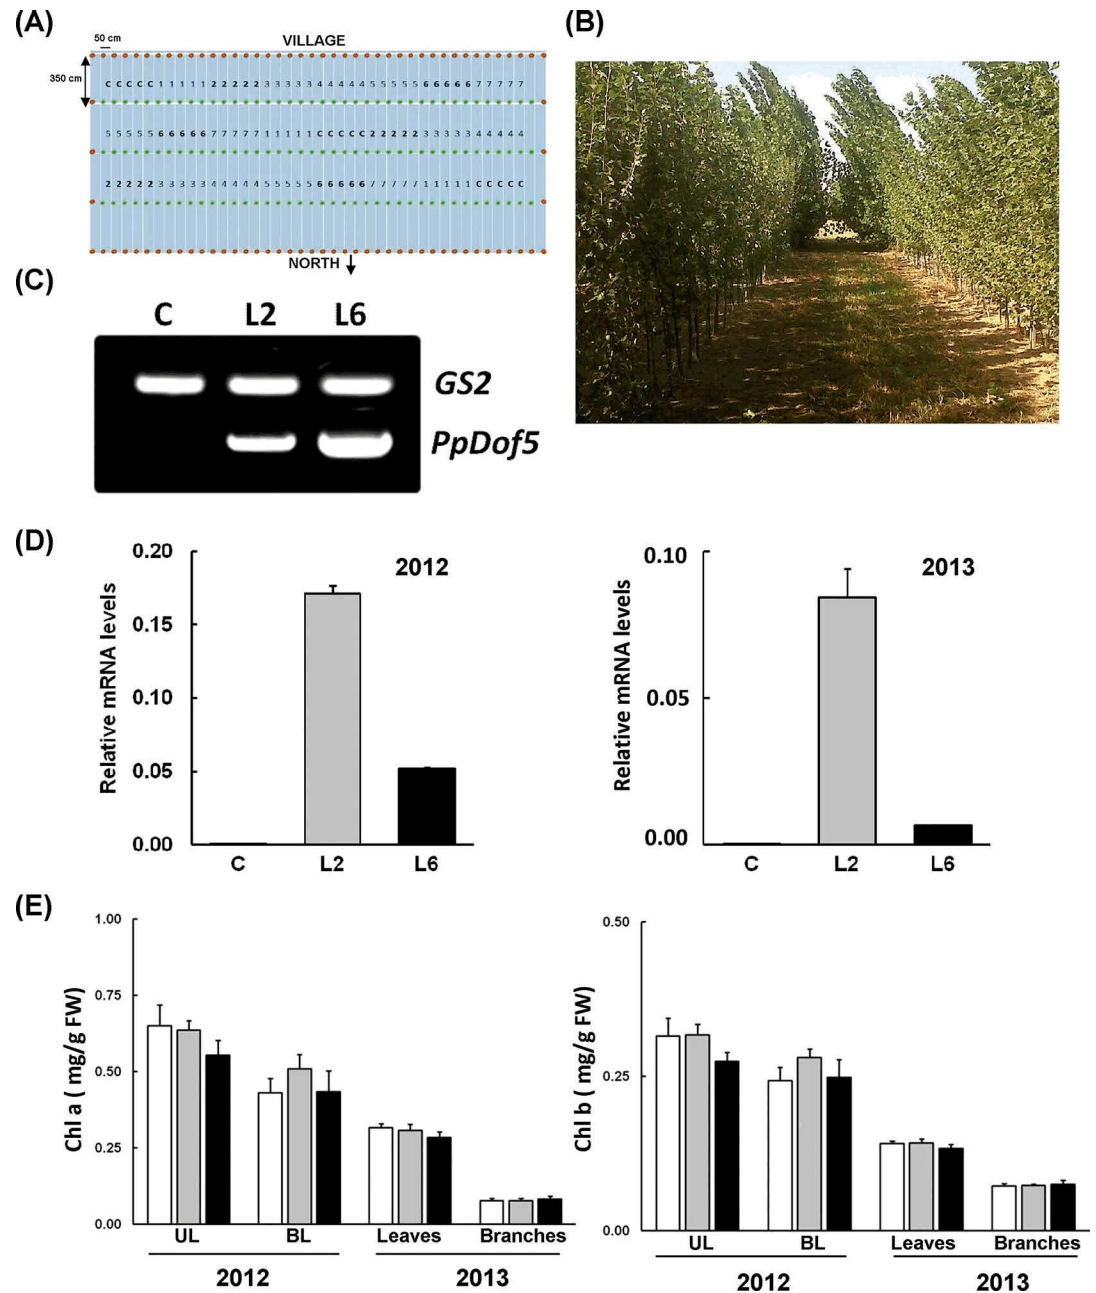 (A)
50 cm
VILLAGE
350 cm
C C C C C 1 1 1 1 1 2 2 2 2 2 3 3 3 3 3 4 4 4 4 4 5 5 5 5 5 6 6 6 6 6 7 7 7 7 7
5 5 5 5 5 6 6 6 6 6 7 7 7 7 7 1 1 1 1 1 C C C C C 2 2 2 2 2 3 3 3 3 3 4 4 4 4 4
2 2 2 2 2 3 3 3 3 3 4 4 4 4 4 5 5 5 5 5 6 6 6 6 6 7 7 7 7 7 1 1 1 1 1 C C C C C
NORTH
(B)
(C)
C L2 L6
GS2
PpDof5
(D)
2012
Relative mRNA levels
0.20
0.15
0.10
0.05
0.00
C L2 L6
2013
Relative mRNA levels
0.10
0.05
0.00
C L2 L6
(E)
Chl a ( mg/g FW)
1.00
0.75
0.50
0.25
0.00
UL BL Leaves Branches
2012 2013
Chl b ( mg/g FW)
0.50
0.25
0.00
UL BL Leaves Branches
2012 2013